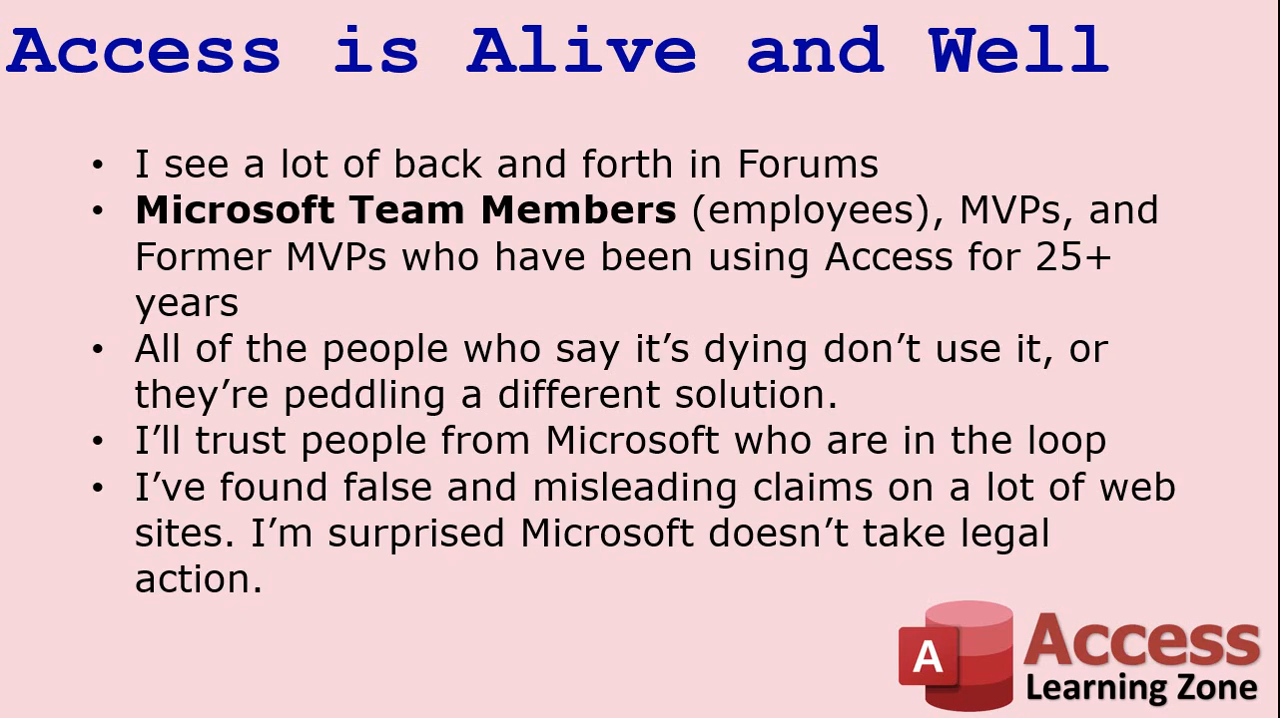 Access is Alive and Well
• I see a lot of back and forth in Forums
• Microsoft Team Members (employees), MVPs, and
Former MVPs who have been using Access for 25+
years
• All of the people who say it’s dying don’t use it, or
they’re peddling a different solution.
• I’ll trust people from Microsoft who are in the loop
• I’ve found false and misleading claims on a lot of web
sites. I’m surprised Microsoft doesn’t take legal
action.
A
Access
Learning Zone